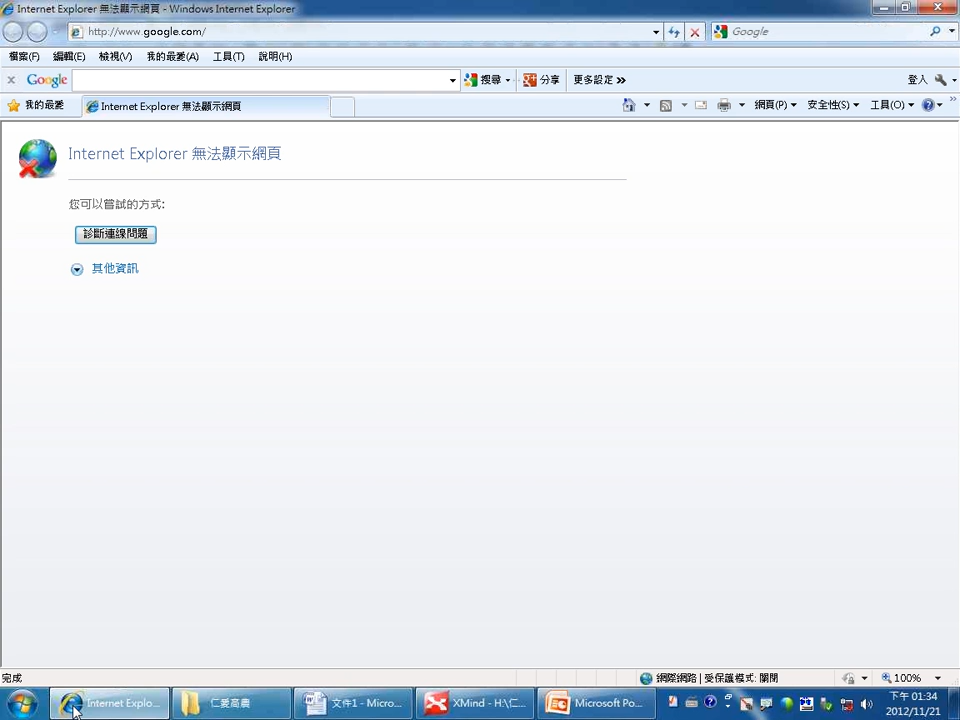 Internet Explorer 無法顯示網頁 - Windows Internet Explorer
http://www.google.com/
Google
檔案(F) 編輯(E) 檢視(V) 我的最愛(A) 工具(T) 說明(H)
Google 搜尋 分享 更多設定 » 登入
我的最愛 Internet Explorer 無法顯示網頁 網頁(P) 安全性(S) 工具(O) »
Internet Explorer 無法顯示網頁
您可以嘗試的方式:
診斷連線問題
其他資訊
完成 網際網路 | 受保護模式: 關閉 100%
Internet Explo... 仁愛高農 文件1 - Micro... XMind - H:\仁... Microsoft Po...
下午 01:34
2012/11/21